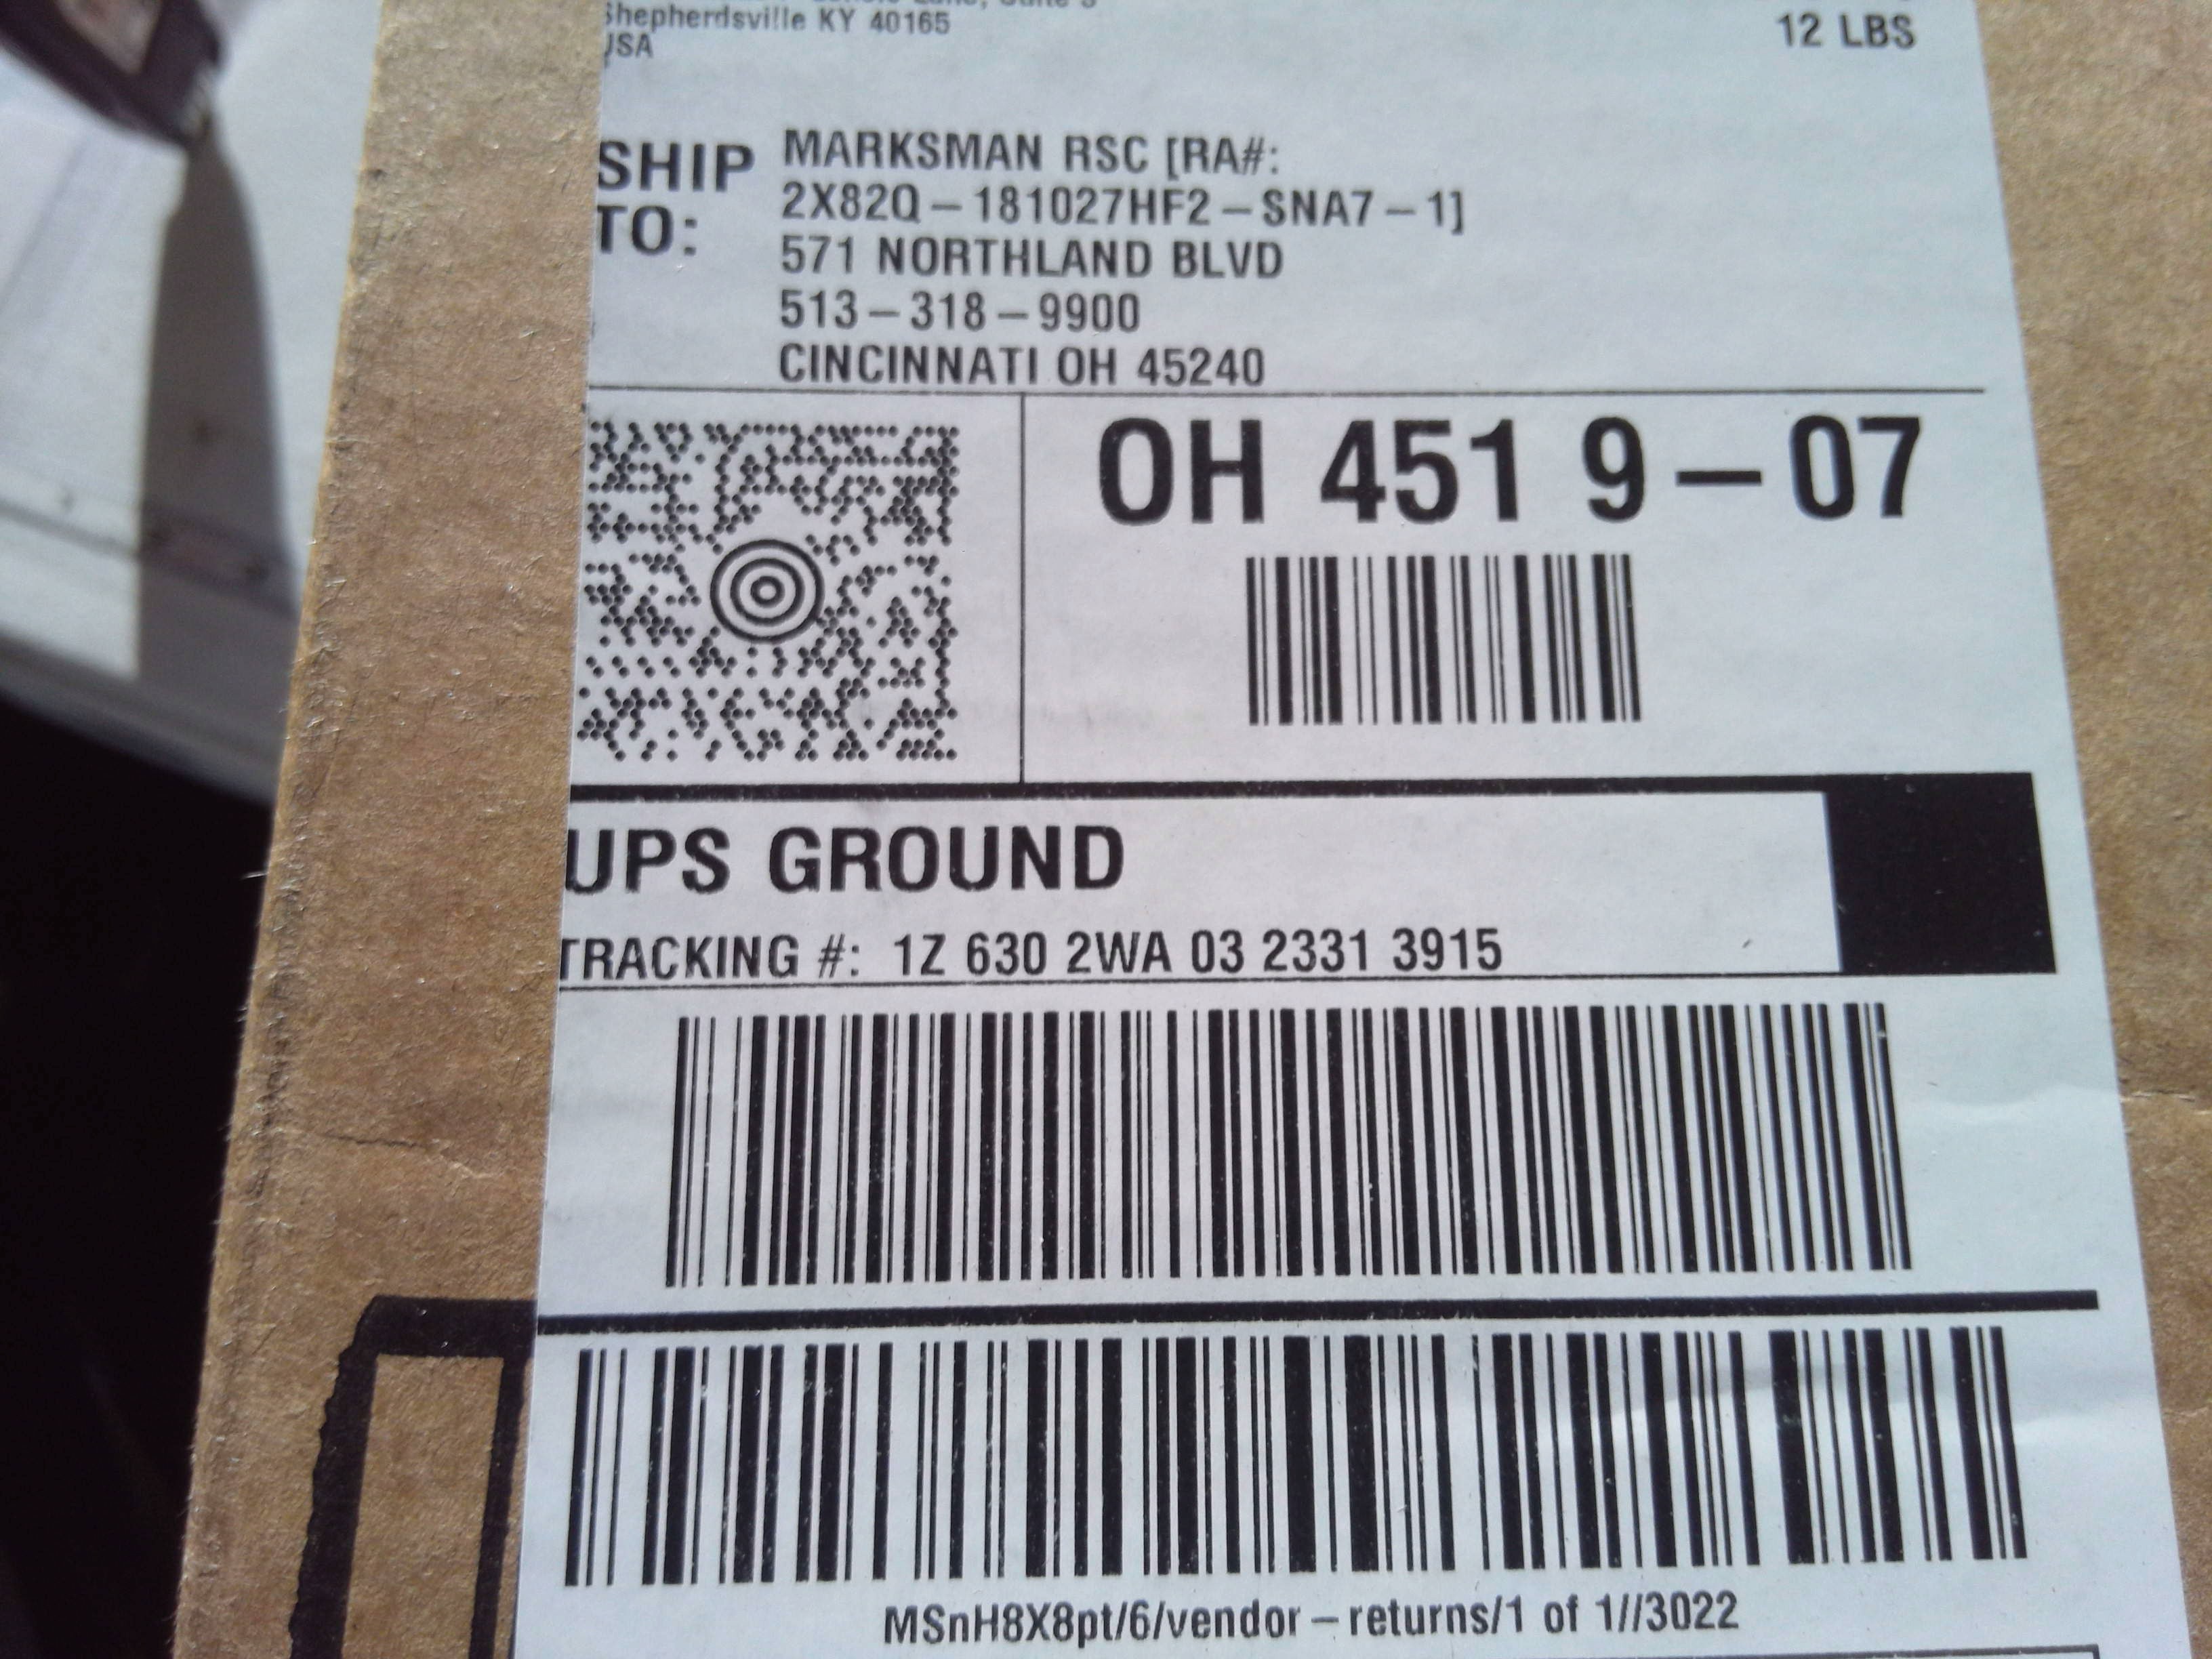 Shepherdsville KY 40165
USA
12 LBS
SHIP TO:
MARKSMAN RSC [RA#:
2X82Q – 181027HF2 – SNA7 – 1]
571 NORTHLAND BLVD
513 – 318 – 9900
CINCINNATI OH 45240
OH 451 9 – 07
UPS GROUND
TRACKING #: 1Z 630 2WA 03 2331 3915
MSnH8X8pt/6/vendor – returns/1 of 1//3022